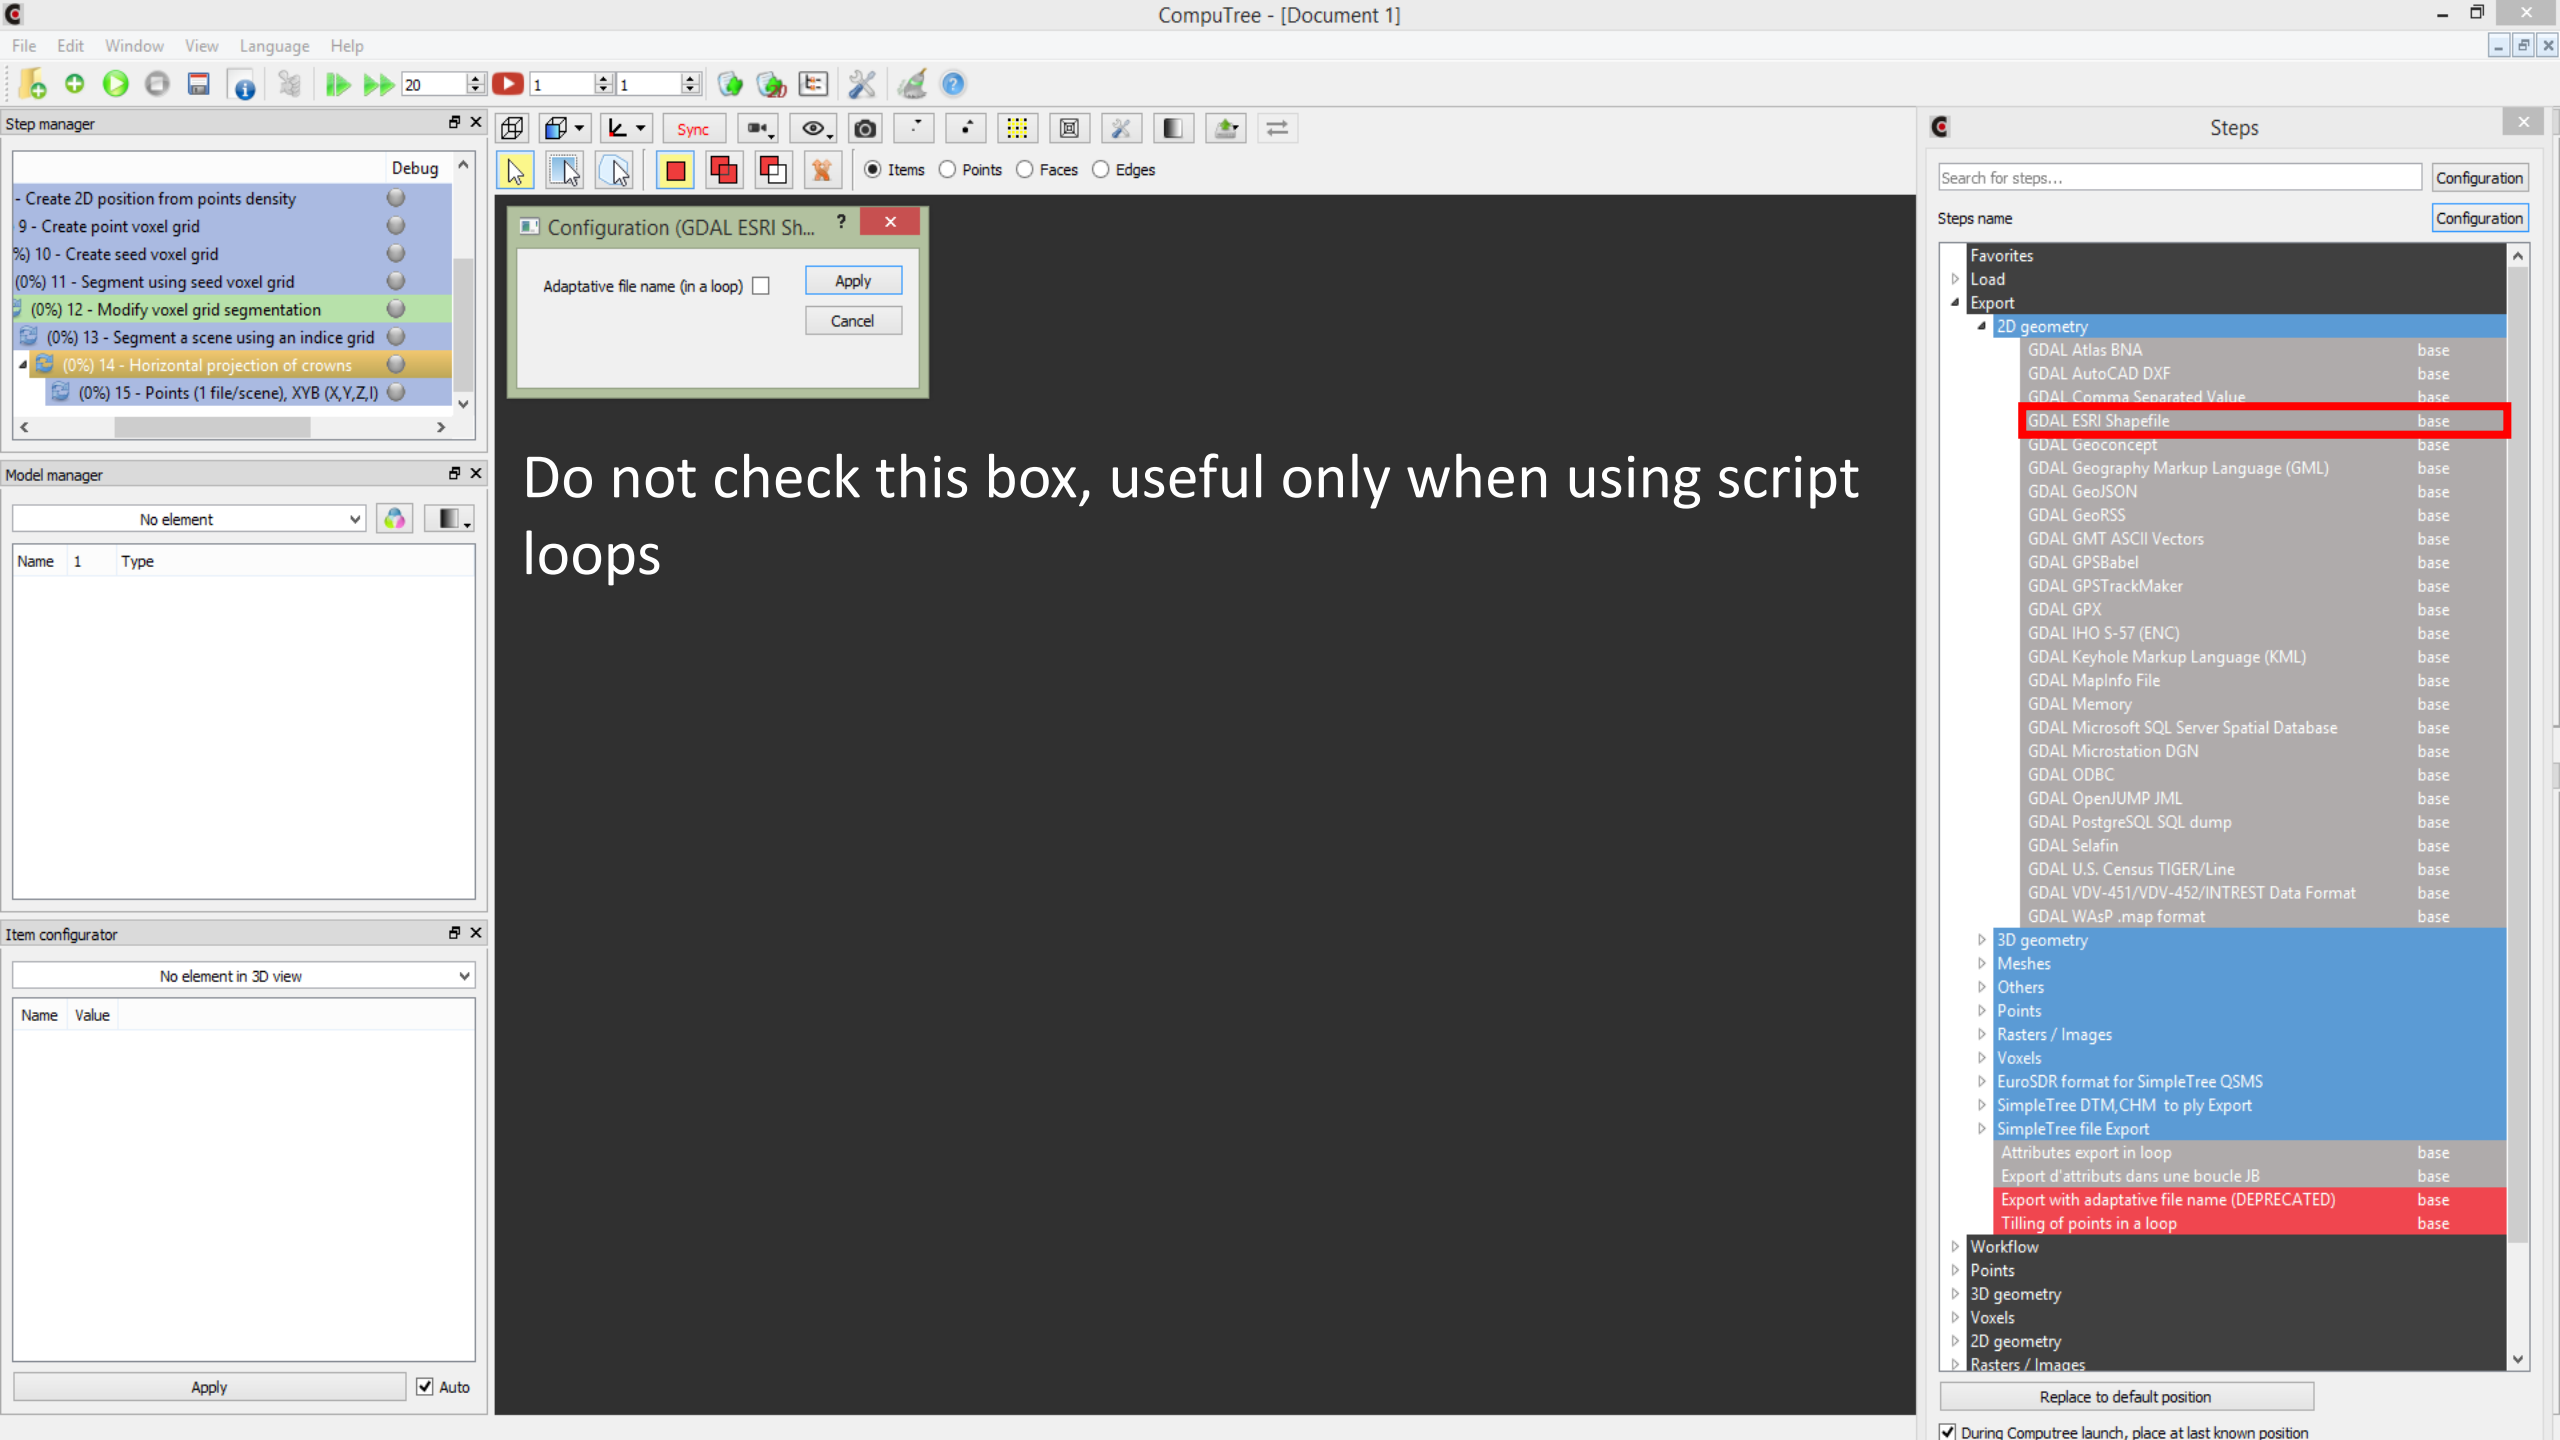 CompuTree - [Document 1]
File Edit Window View Language Help
20 1 1 20
Step manager
Debug
- Create 2D position from points density
9 - Create point voxel grid
%) 10 - Create seed voxel grid
(0%) 11 - Segment using seed voxel grid
(0%) 12 - Modify voxel grid segmentation
(0%) 13 - Segment a scene using an indice grid
(0%) 14 - Horizontal projection of crowns
(0%) 15 - Points (1 file/scene), XYB (X,Y,Z,I)
Model manager
No element
Name 1 Type
Item configurator
No element in 3D view
Name Value
Apply Auto
Sync
Items Points Faces Edges
Configuration (GDAL ESRI Sh... ?
Adaptative file name (in a loop) Apply
Cancel
Do not check this box, useful only when using script
loops
Steps
Search for steps... Configuration
Steps name Configuration
Favorites
Load
Export
2D geometry
GDAL Atlas BNA base
GDAL AutoCAD DXF base
GDAL Comma Separated Value base
GDAL ESRI Shapefile base
GDAL Geoconcept base
GDAL Geography Markup Language (GML) base
GDAL GeoJSON base
GDAL GeoRSS base
GDAL GMT ASCII Vectors base
GDAL GPSBabel base
GDAL GPSTrackMaker base
GDAL GPX base
GDAL IHO S-57 (ENC) base
GDAL Keyhole Markup Language (KML) base
GDAL MapInfo File base
GDAL Memory base
GDAL Microsoft SQL Server Spatial Database base
GDAL Microstation DGN base
GDAL ODBC base
GDAL OpenJUMP JML base
GDAL PostgreSQL SQL dump base
GDAL Selafin base
GDAL U.S. Census TIGER/Line base
GDAL VDV-451/VDV-452/INTREST Data Format base
GDAL WAsP .map format base
3D geometry
Meshes
Others
Points
Rasters / Images
Voxels
EuroSDR format for SimpleTree QSMS
SimpleTree DTM,CHM to ply Export
SimpleTree file Export
Attributes export in loop base
Export d'attributs dans une boucle JB base
Export with adaptative file name (DEPRECATED) base
Tilling of points in a loop base
Workflow
Points
3D geometry
Voxels
2D geometry
Rasters / Images
Replace to default position
During Computree launch, place at last known position